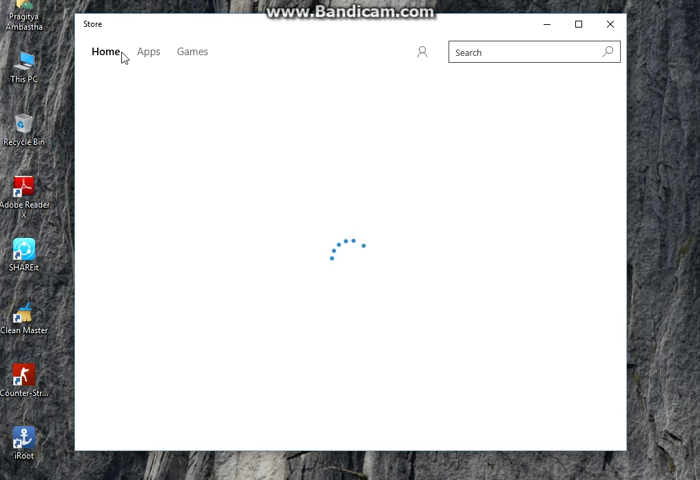 www.Bandicam.com
Pragitya
Ambastha
Store
Home
Apps
Games
Search
This PC
Recycle Bin
Adobe Reader
X
SHAREit
Clean Master
Counter-Str...
iRoot